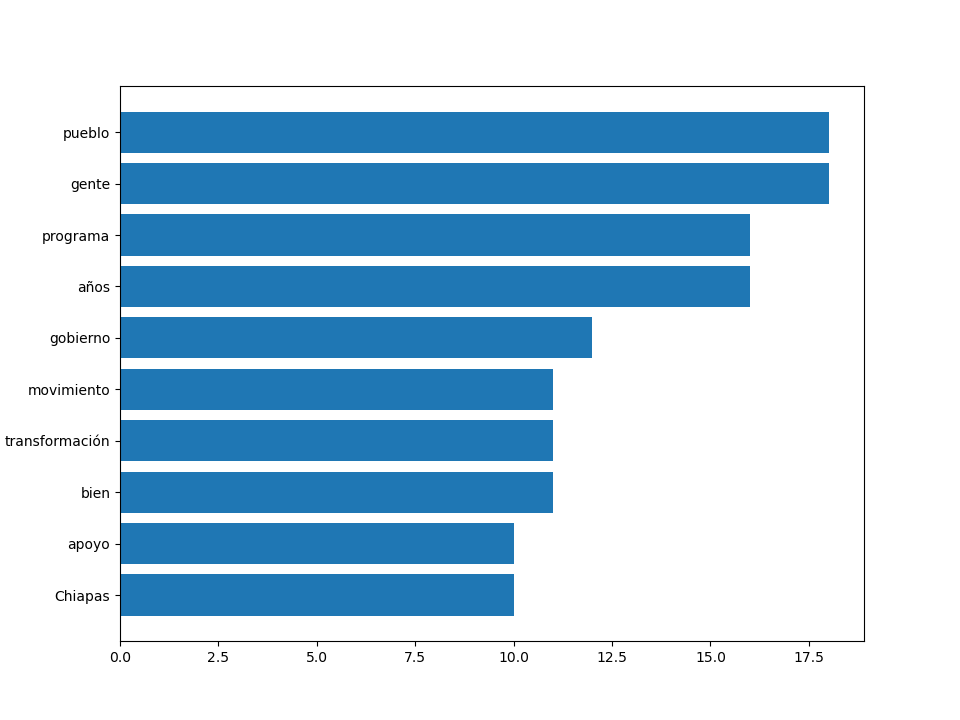 pueblo
gente
programa
años
gobierno
movimiento
transformación
bien
apoyo
Chiapas
0.0 2.5 5.0 7.5 10.0 12.5 15.0 17.5